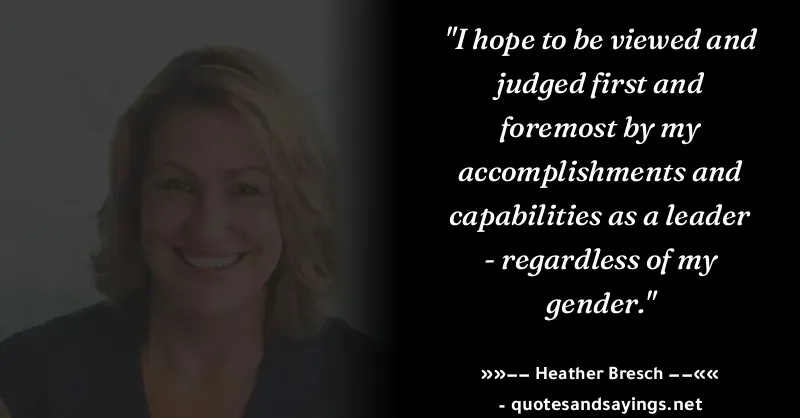 "I hope to be viewed and
judged first and
foremost by my
accomplishments and
capabilities as a leader
- regardless of my
gender."
»»–– Heather Bresch ––««
- quotesandsayings.net